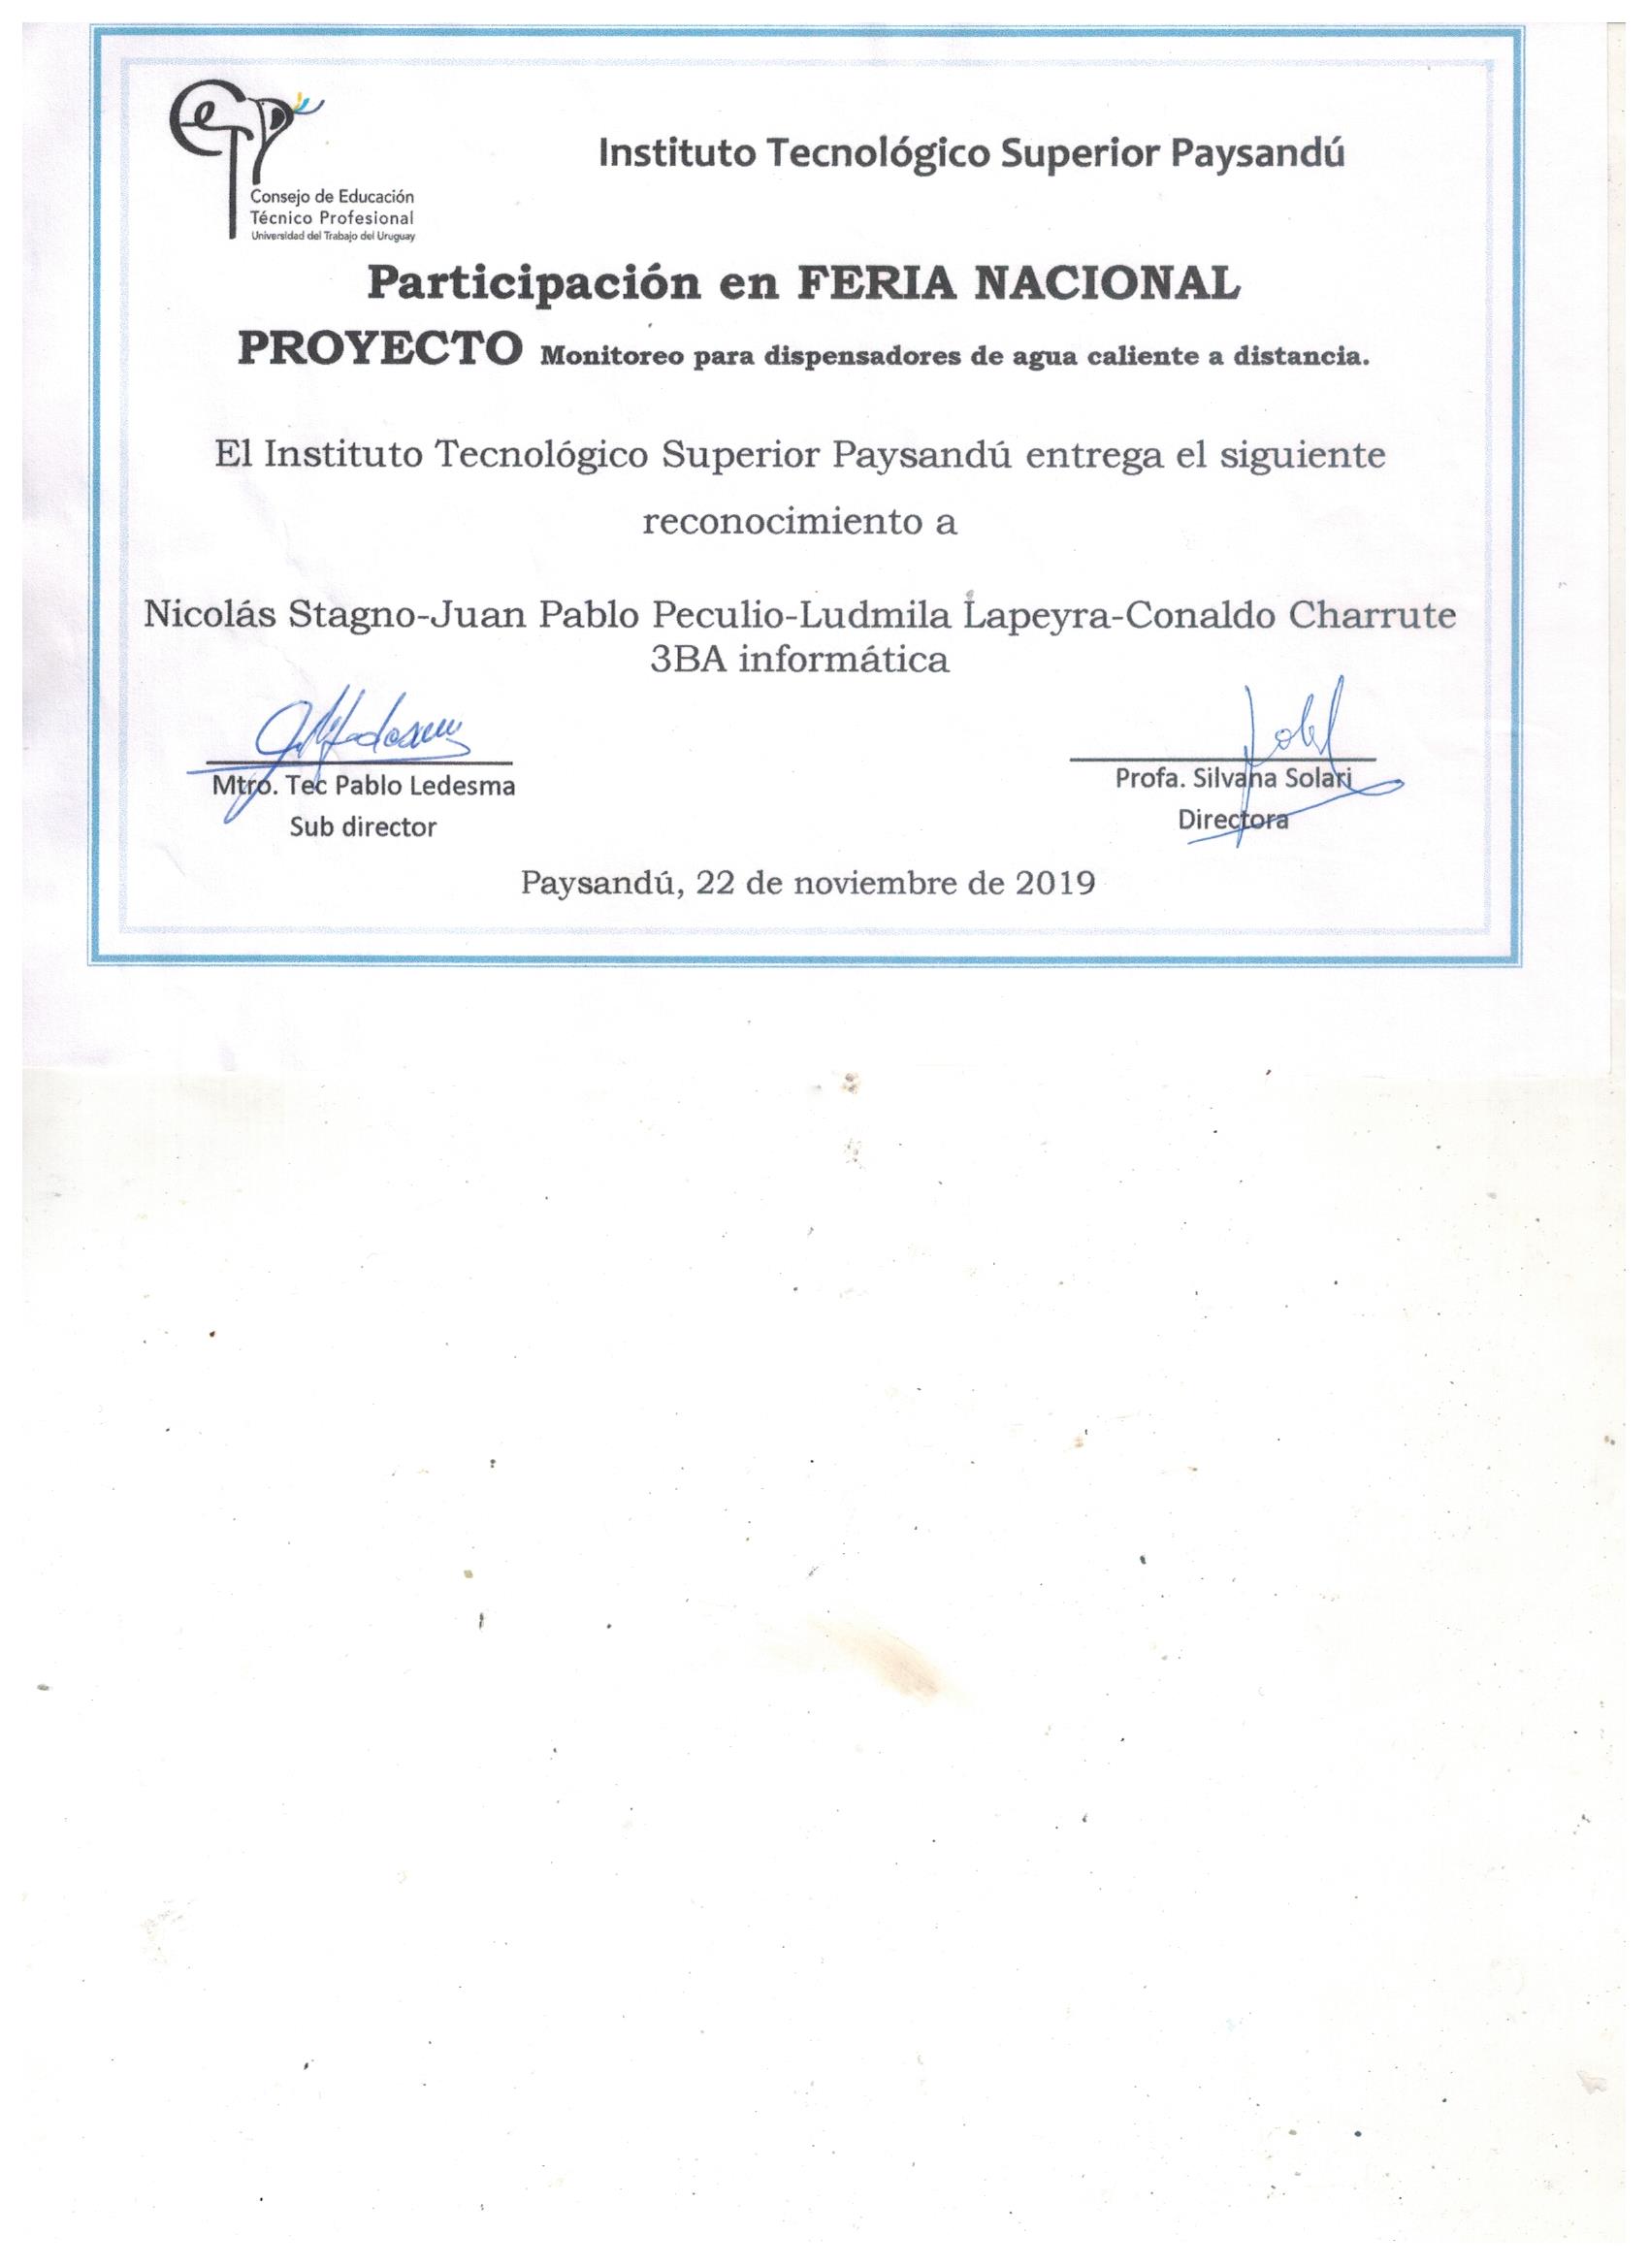 Instituto Tecnológico Superior Paysandú
Consejo de Educación
Técnico Profesional
Universidad del Trabajo del Uruguay
Participación en FERIA NACIONAL
PROYECTO Monitoreo para dispensadores de agua caliente a distancia.
El Instituto Tecnológico Superior Paysandú entrega el siguiente
reconocimiento a
Nicolás Stagno-Juan Pablo Peculio-Ludmila Lapeyra-Conaldo Charrute
3BA informática
Mtro. Tec Pablo Ledesma
Sub director
Profa. Silvana Solari
Directora
Paysandú, 22 de noviembre de 2019